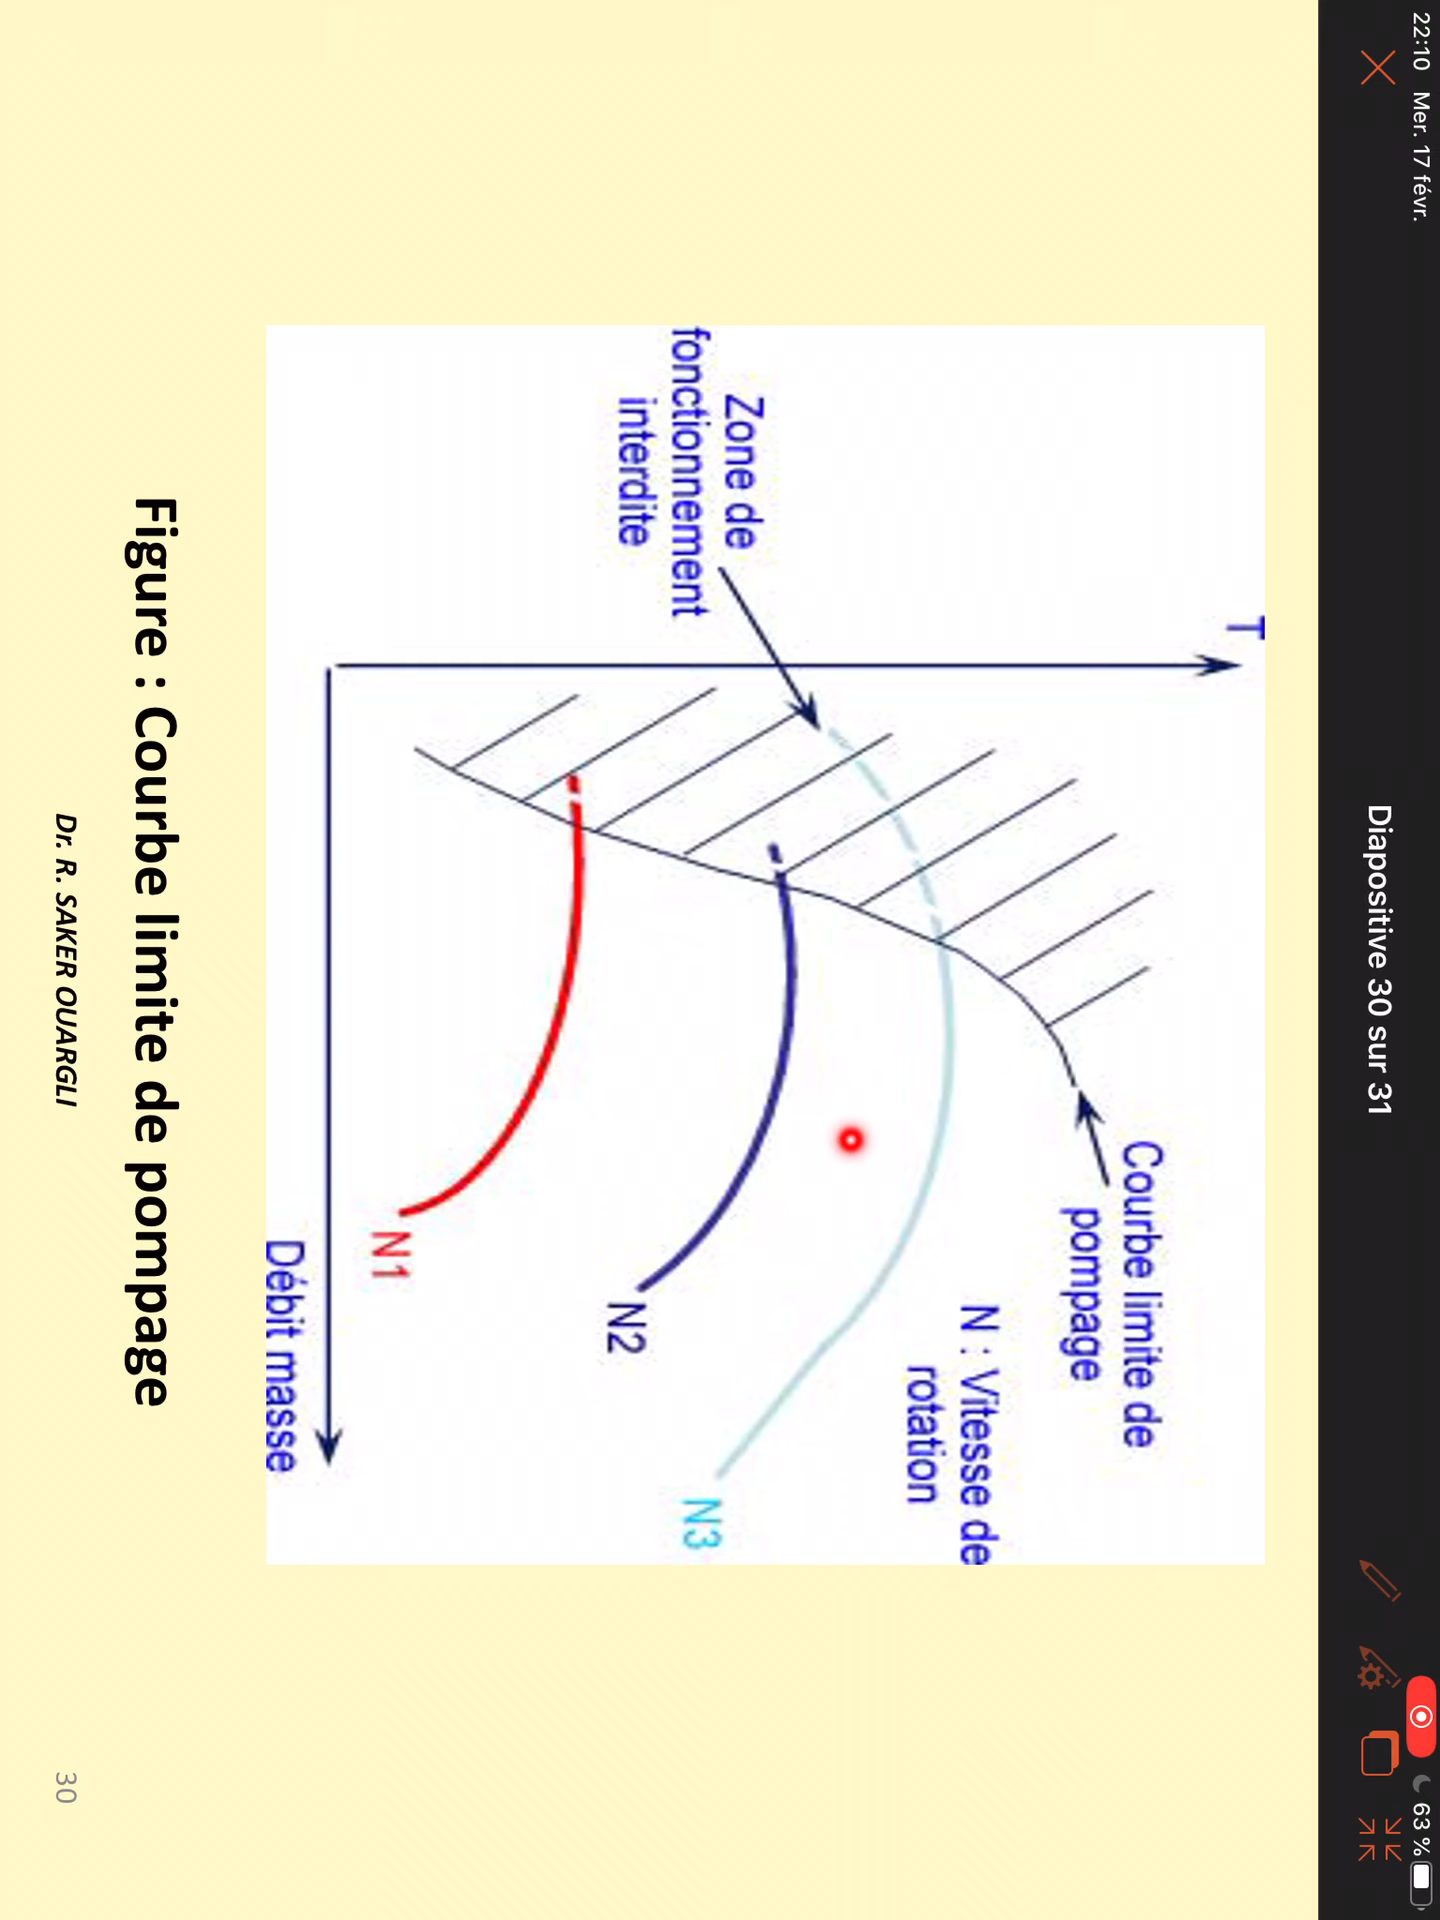 22:10 Mer. 17 févr.
63 %
Diapositive 30 sur 31
T
Courbe limite de
pompage
N : Vitesse de
rotation
Zone de
fonctionnement
interdite
N3
N2
N1
Débit masse
Figure : Courbe limite de pompage
Dr. R. SAKER OUARGLI
30